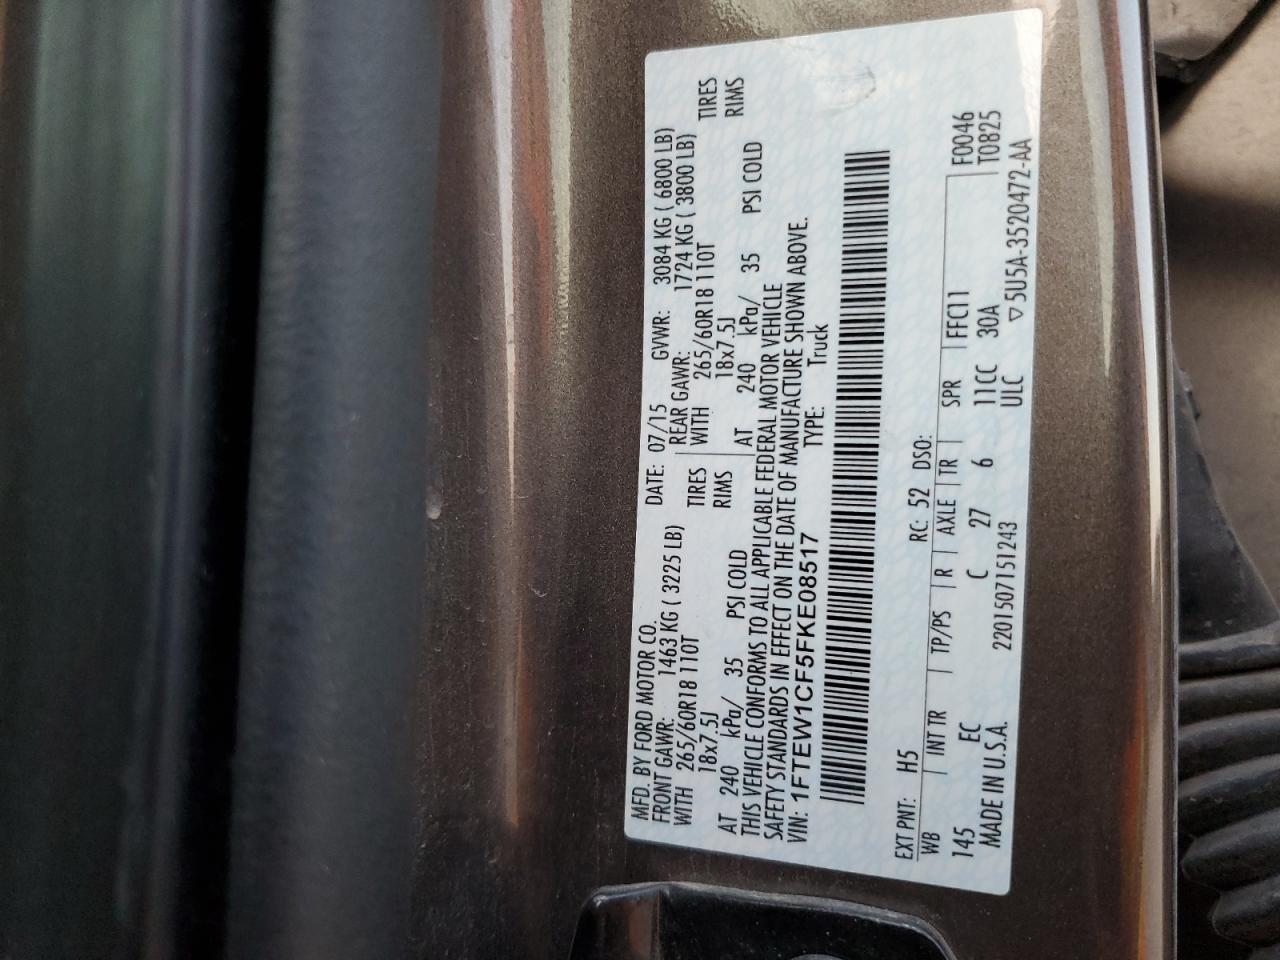 MFD. BY FORD MOTOR CO. DATE: 07/15 GVWR: 3084 KG ( 6800 LB)
FRONT GAWR: 1463 KG ( 3225 LB) REAR GAWR: 1724 KG ( 3800 LB)
WITH 265/60R18 110T TIRES WITH 265/60R18 110T TIRES
18x7.5J RIMS 18x7.5J RIMS
AT 240 kPa/ 35 PSI COLD AT 240 kPa/ 35 PSI COLD
THIS VEHICLE CONFORMS TO ALL APPLICABLE FEDERAL MOTOR VEHICLE
SAFETY STANDARDS IN EFFECT ON THE DATE OF MANUFACTURE SHOWN ABOVE.
VIN: 1FTEW1CF5FKE08517 TYPE: Truck
EXT PNT: H5 RC: 52 DSO:
WB INT TR TP/PS R AXLE TR SPR FFC11 F0046
145 EC C 27 6 11CC 30A T0825
MADE IN U.S.A. 2201507151243 ULC ▽5U5A-3520472-AA